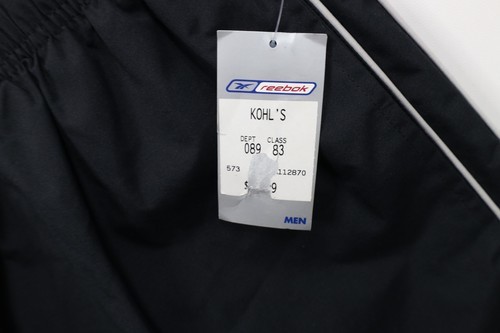 reebok
KOHL'S
DEPT CLASS
089 83
573 112870
MEN